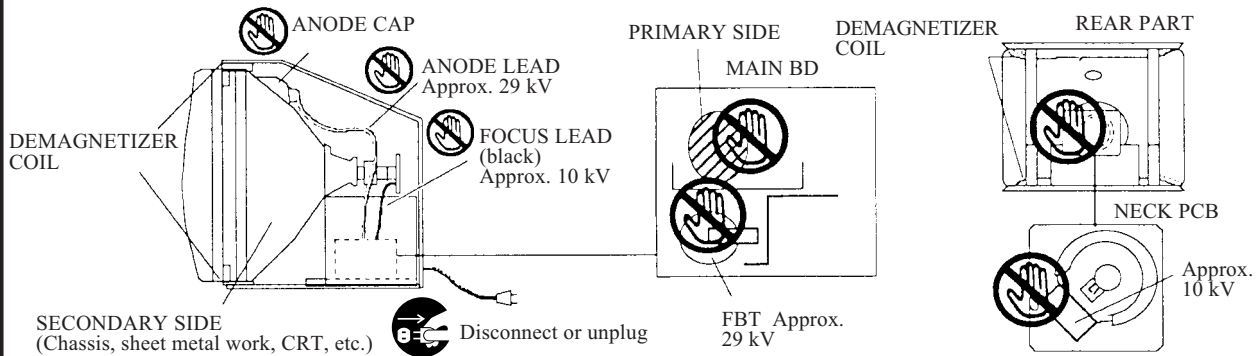 ANODE CAP
ANODE LEAD
Approx. 29 kV
FOCUS LEAD
(black)
Approx. 10 kV
DEMAGNETIZER
COIL
SECONDARY SIDE
(Chassis, sheet metal work, CRT, etc.)
Disconnect or unplug
PRIMARY SIDE
MAIN BD
FBT Approx.
29 kV
DEMAGNETIZER
COIL
REAR PART
NECK PCB
Approx.
10 kV